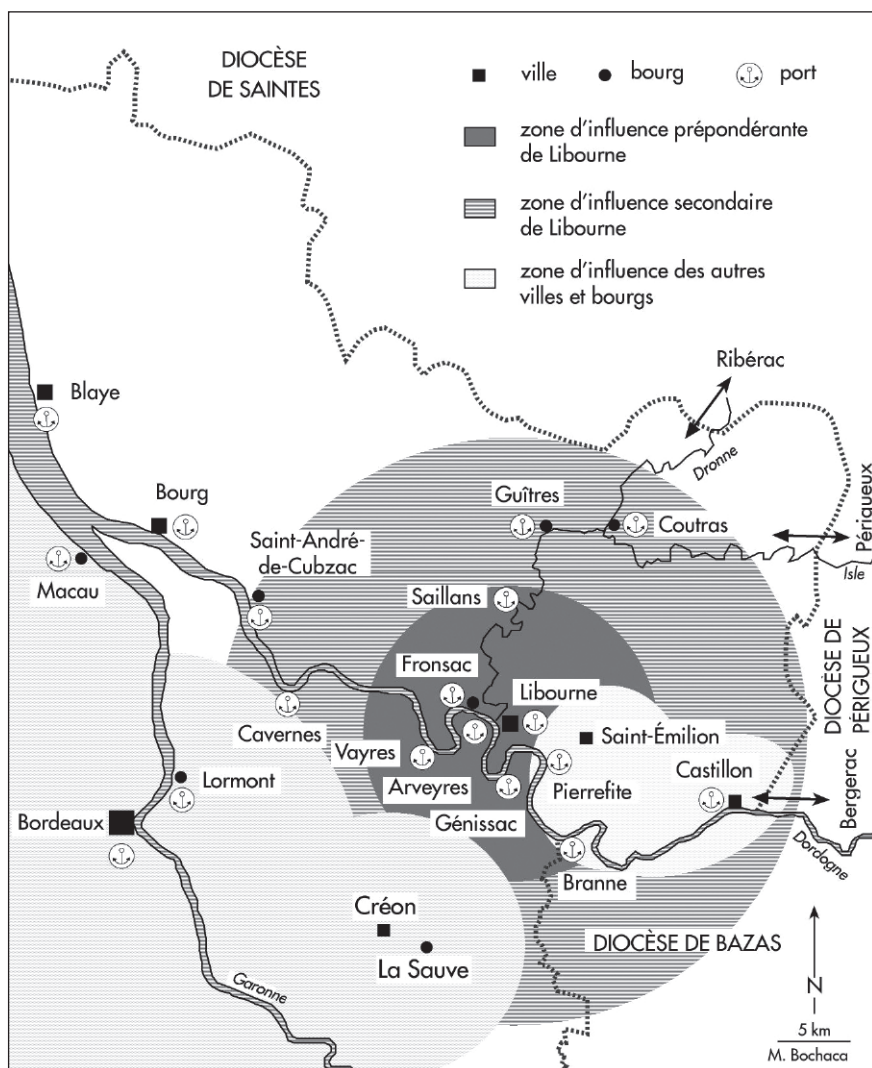 DIOCÈSE
DE SAINTES
ville
bourg
port
zone d'influence prépondérante
de Libourne
zone d'influence secondaire
de Libourne
zone d'influence des autres
villes et bourgs
Ribérac
Dronne
Blaye
Bourg
Guîtres
Coutras
Périqueux
Isle
Saint-André-
de-Cubzac
Macau
Saillans
Fronsac
Libourne
DIOCÈSE DE
PÉRIGUEUX
Cavernes
Vayres
Saint-Émilion
Lormont
Arveyres
Pierrefite
Castillon
Bordeaux
Génissac
Bergerac
Dordogne
Branne
Créon
La Sauve
DIOCÈSE DE BAZAS
Garonne
N
5 km
M. Bochaca